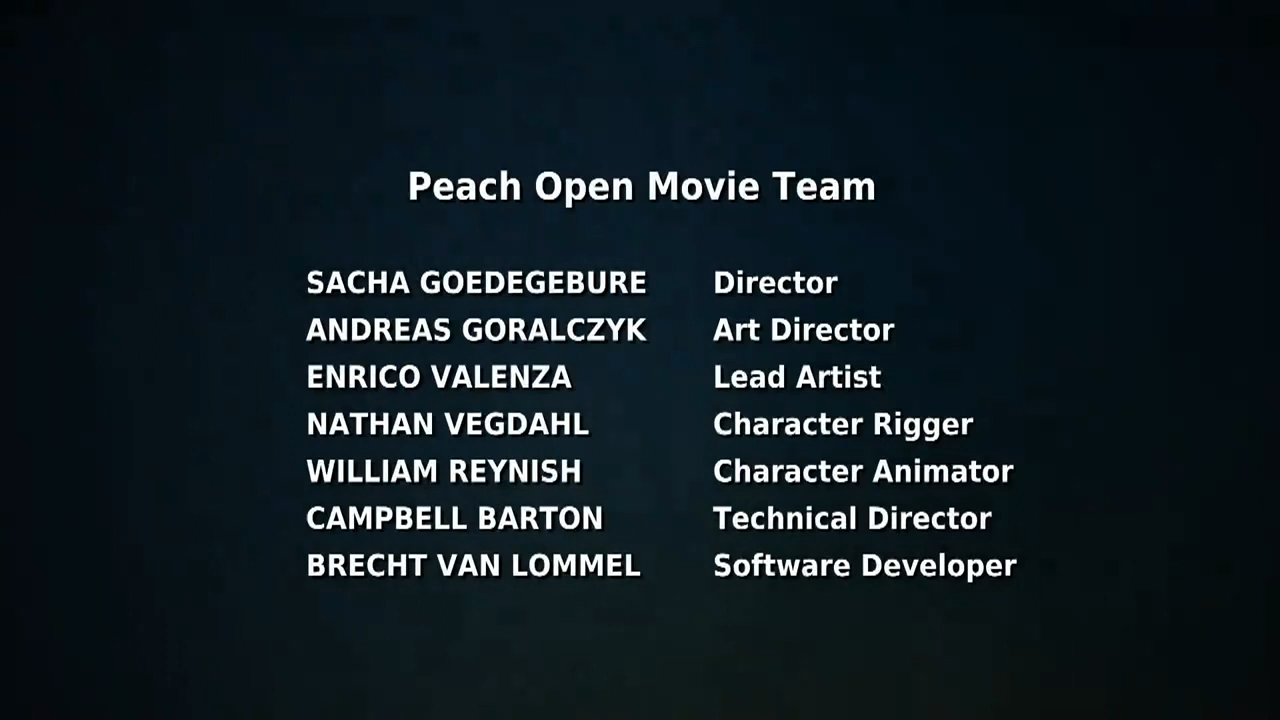 Peach Open Movie Team
SACHA GOEDEGEBURE Director
ANDREAS GORALCZYK Art Director
ENRICO VALENZA Lead Artist
NATHAN VEGDAHL Character Rigger
WILLIAM REYNISH Character Animator
CAMPBELL BARTON Technical Director
BRECHT VAN LOMMEL Software Developer